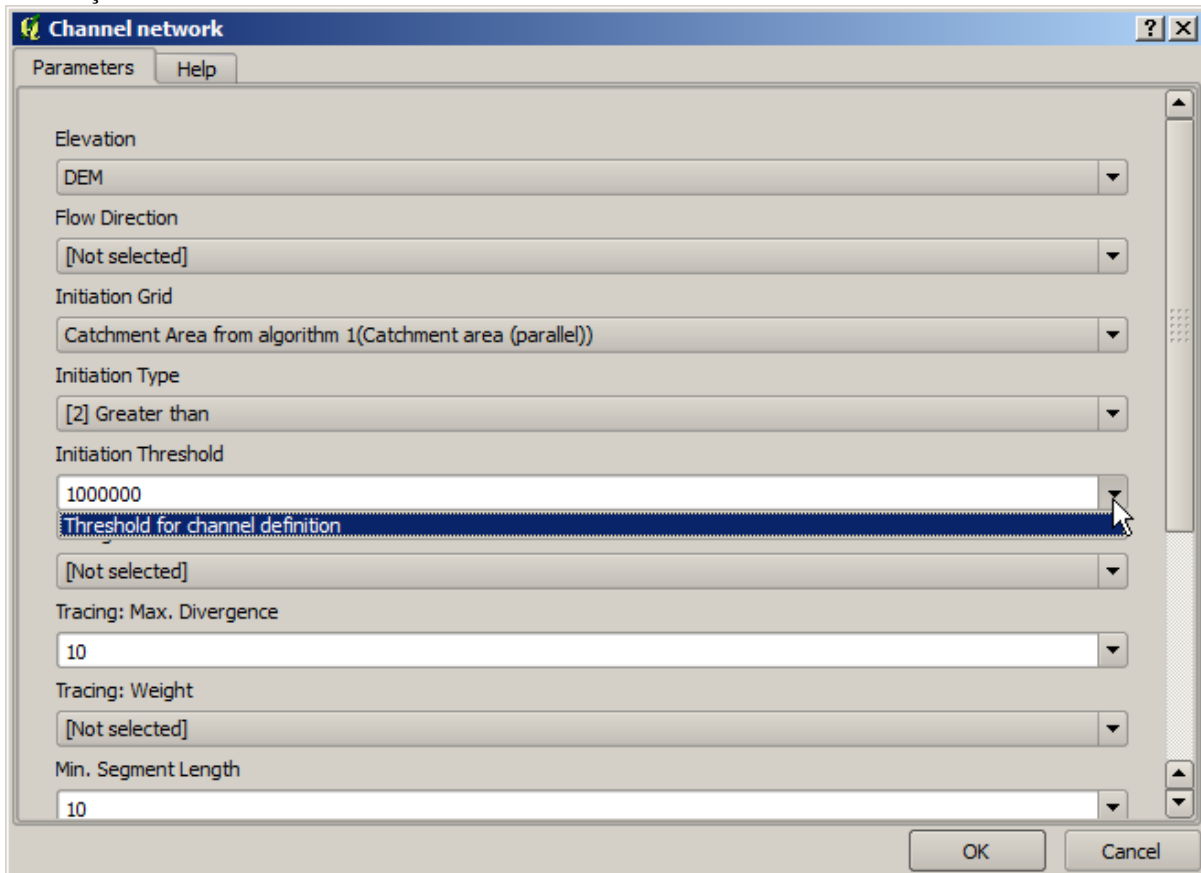 Channel network
Parameters
Help
Elevation
DEM
Flow Direction
[Not selected]
Initiation Grid
Catchment Area from algorithm 1(Catchment area (parallel))
Initiation Type
[2] Greater than
Initiation Threshold
1000000
Threshold for channel definition
[Not selected]
Tracing: Max. Divergence
10
Tracing: Weight
[Not selected]
Min. Segment Length
10
OK
Cancel